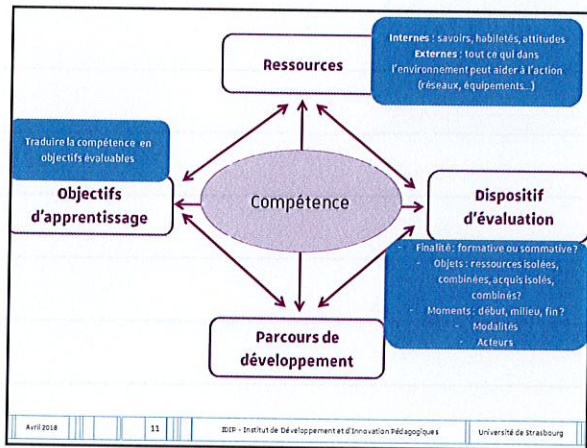 Internes : savoirs, habiletés, attitudes
Externes : tout ce qui dans
l'environnement peut aider à l'action
(réseaux, équipements...)
Ressources
Traduire la compétence en
objectifs évaluables
Objectifs
d'apprentissage
Compétence
Dispositif
d'évaluation
- Finalité : formative ou sommative ?
- Objets : ressources isolées,
combinées, acquis isolés,
combinés?
- Moments : début, milieu, fin ?
- Modalités
- Acteurs
Parcours de
développement
Avril 2018
11
IDIP - Institut de Développement et d'Innovation Pédagogiques
Université de Strasbourg